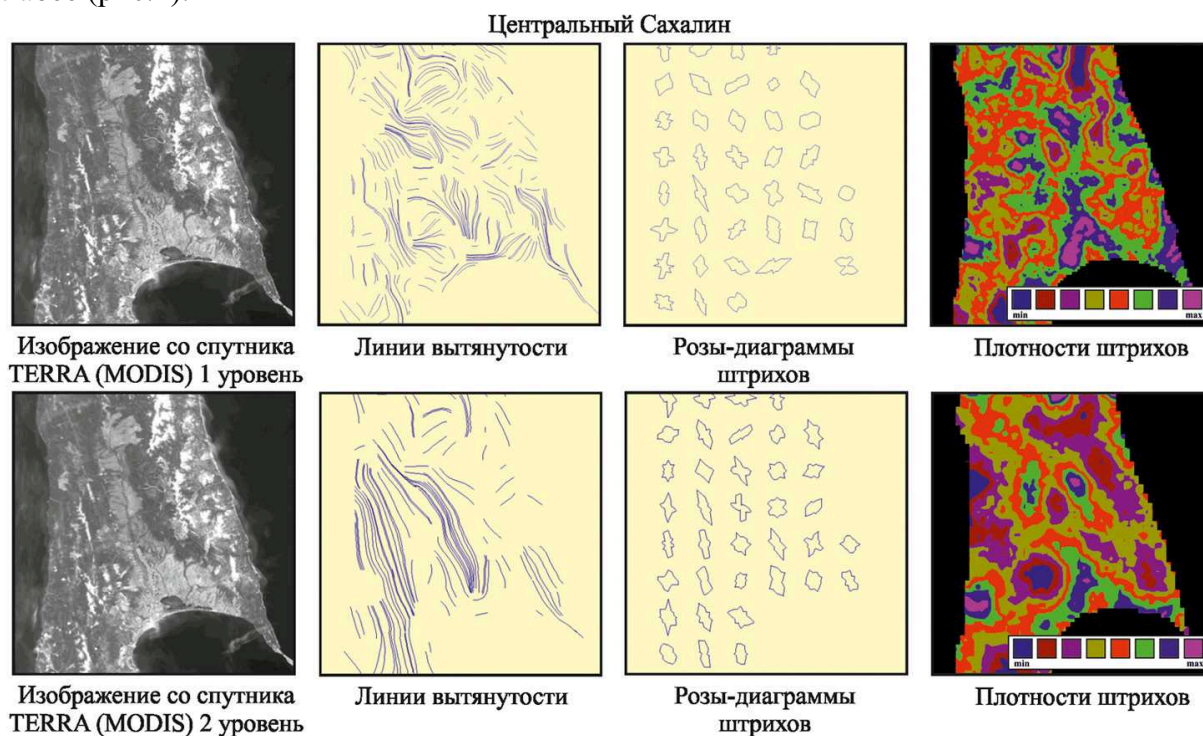 Центральный Сахалин
min
max
Изображение со спутника
TERRA (MODIS) 1 уровень
Линии вытянутости
Розы-диаграммы
штрихов
Плотности штрихов
min
max
Изображение со спутника
TERRA (MODIS) 2 уровень
Линии вытянутости
Розы-диаграммы
штрихов
Плотности штрихов